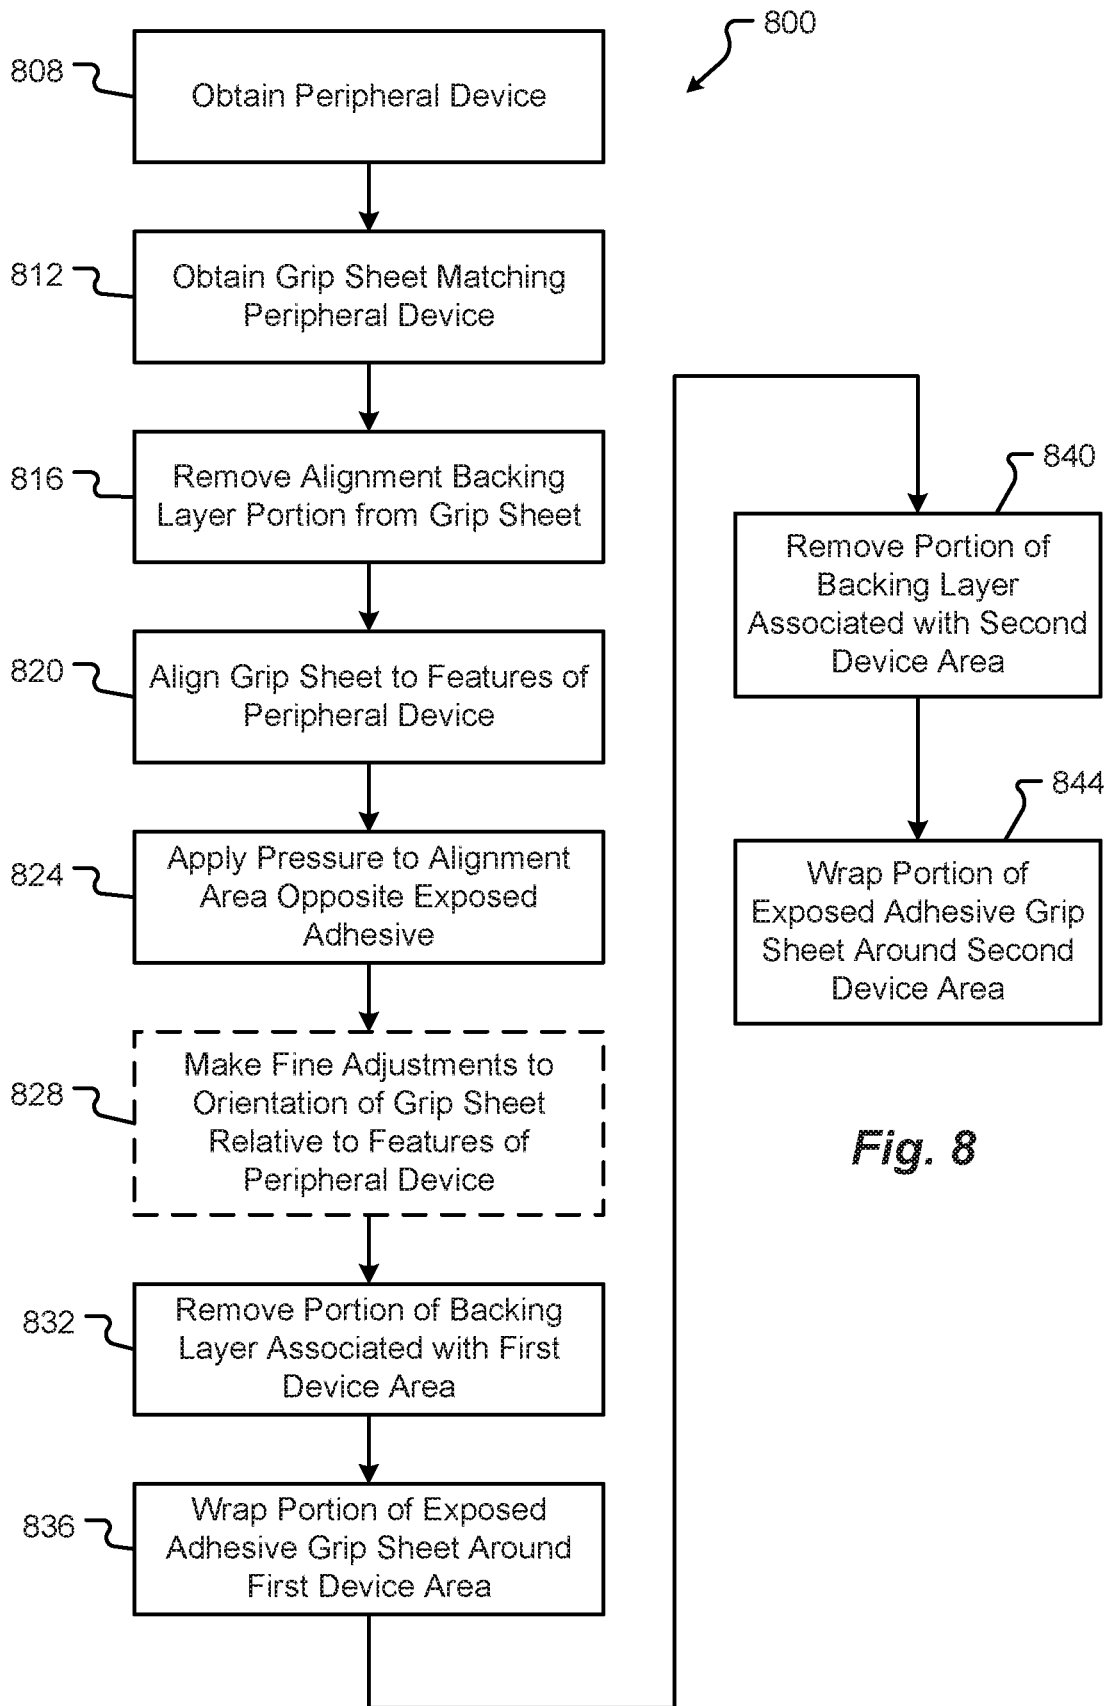 800
808
Obtain Peripheral Device
812
Obtain Grip Sheet Matching
Peripheral Device
816
Remove Alignment Backing
Layer Portion from Grip Sheet
820
Align Grip Sheet to Features of
Peripheral Device
824
Apply Pressure to Alignment
Area Opposite Exposed
Adhesive
828
Make Fine Adjustments to
Orientation of Grip Sheet
Relative to Features of
Peripheral Device
832
Remove Portion of Backing
Layer Associated with First
Device Area
836
Wrap Portion of Exposed
Adhesive Grip Sheet Around
First Device Area
840
Remove Portion of
Backing Layer
Associated with Second
Device Area
844
Wrap Portion of
Exposed Adhesive Grip
Sheet Around Second
Device Area
Fig. 8